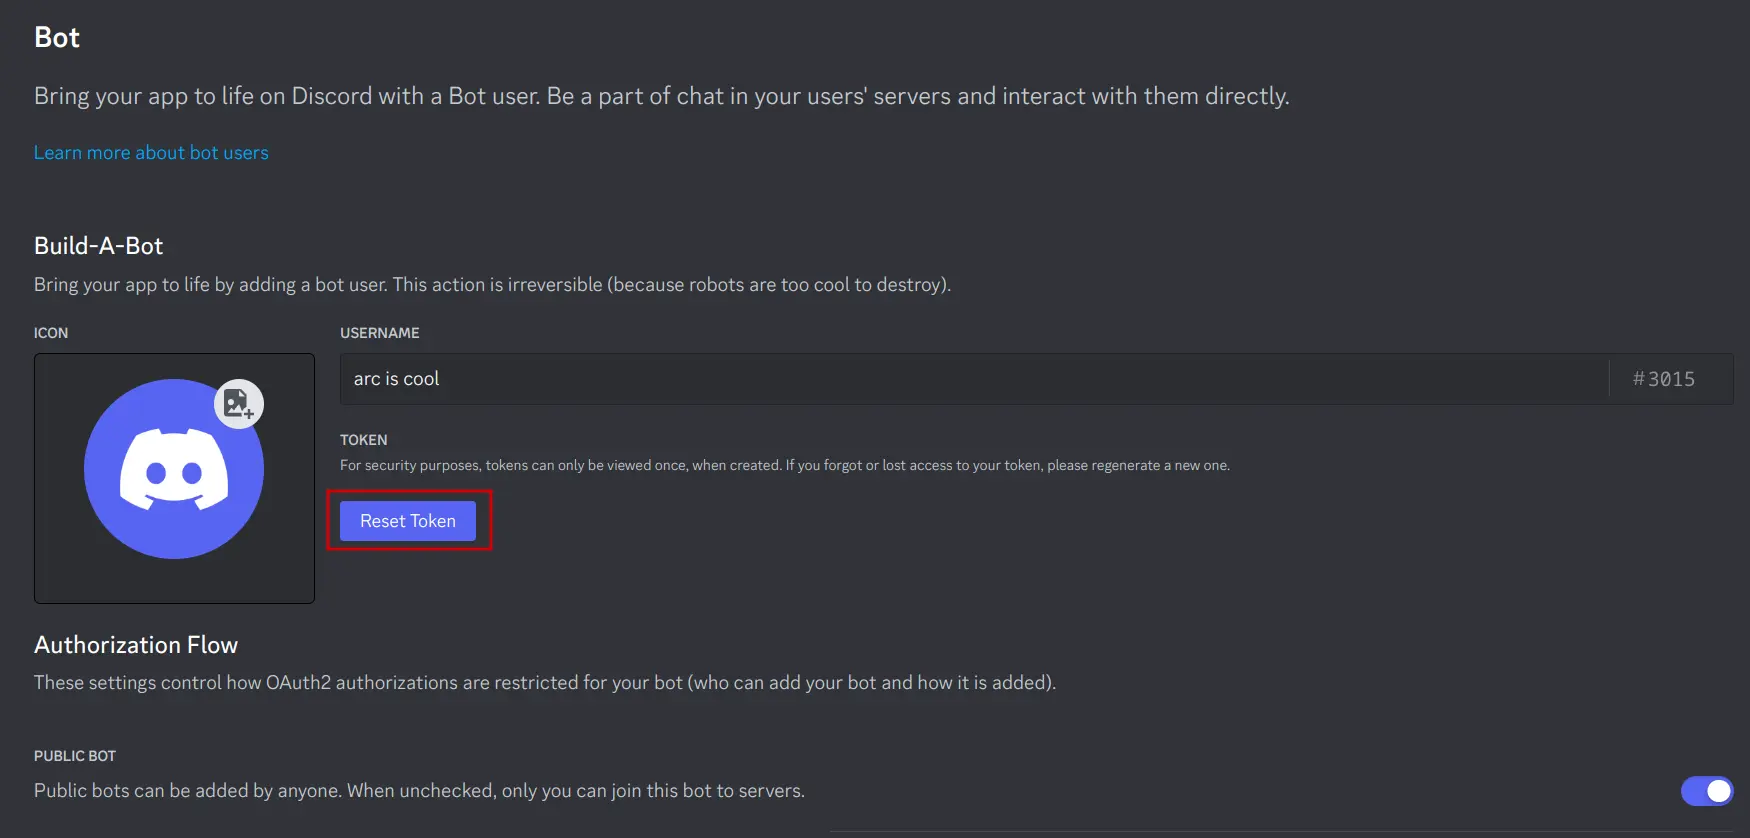 Bot
Bring your app to life on Discord with a Bot user. Be a part of chat in your users' servers and interact with them directly.
Learn more about bot users
Build-A-Bot
Bring your app to life by adding a bot user. This action is irreversible (because robots are too cool to destroy).
ICON
USERNAME
arc is cool
#3015
TOKEN
For security purposes, tokens can only be viewed once, when created. If you forgot or lost access to your token, please regenerate a new one.
Reset Token
Authorization Flow
These settings control how OAuth2 authorizations are restricted for your bot (who can add your bot and how it is added).
PUBLIC BOT
Public bots can be added by anyone. When unchecked, only you can join this bot to servers.